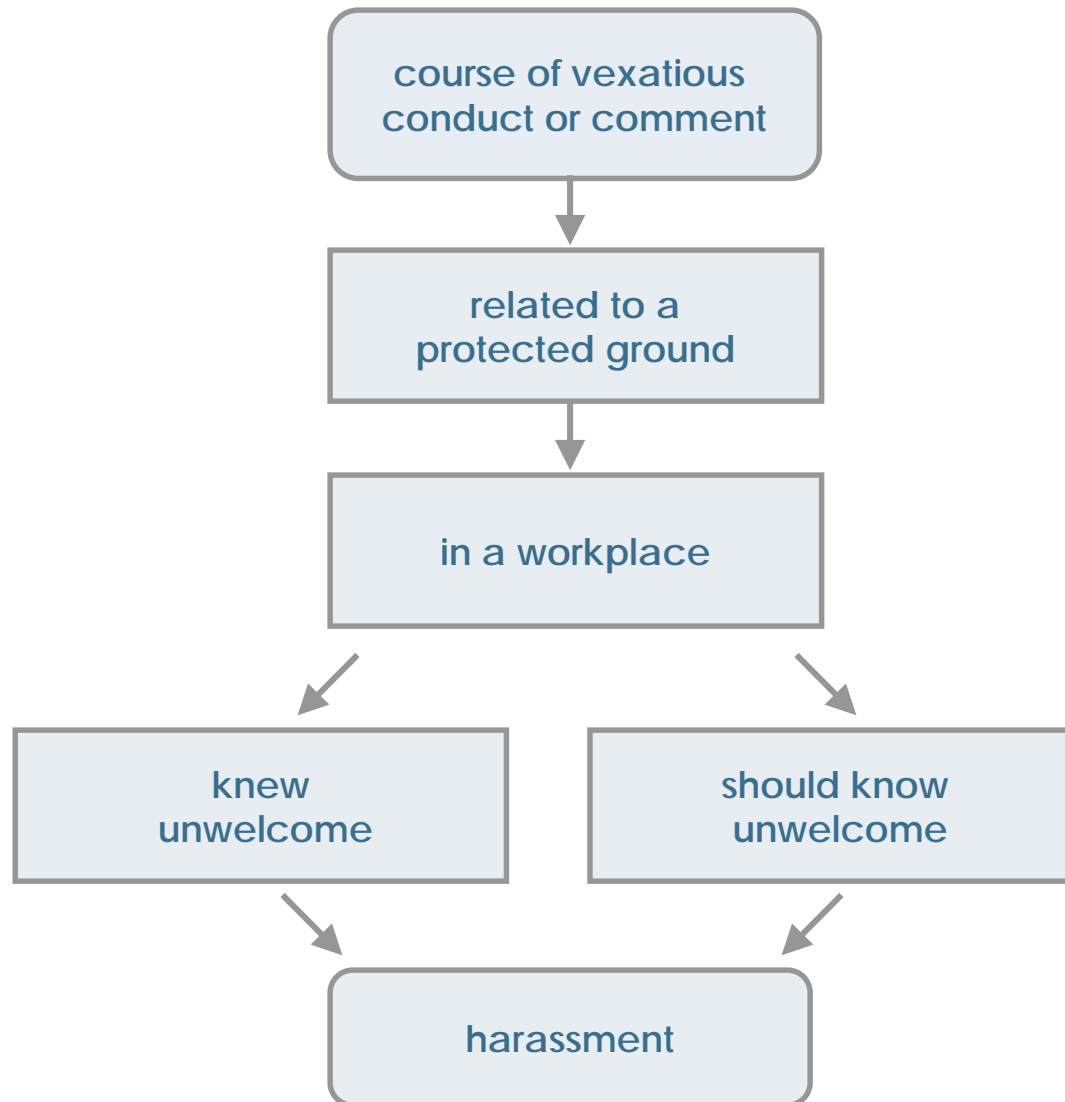 course of vexatious
conduct or comment
related to a
protected ground
in a workplace
knew
unwelcome
should know
unwelcome
harassment